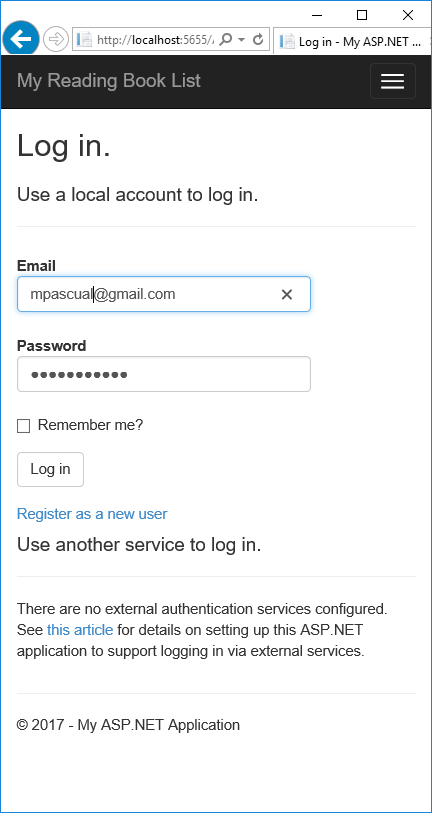 http://localhost:5655/
Log in - My ASP.NET ...
My Reading Book List
Log in.
Use a local account to log in.
Email
mpascual@gmail.com
Password
●●●●●●●●●●●
Remember me?
Log in
Register as a new user
Use another service to log in.
There are no external authentication services configured.
See this article for details on setting up this ASP.NET
application to support logging in via external services.
© 2017 - My ASP.NET Application